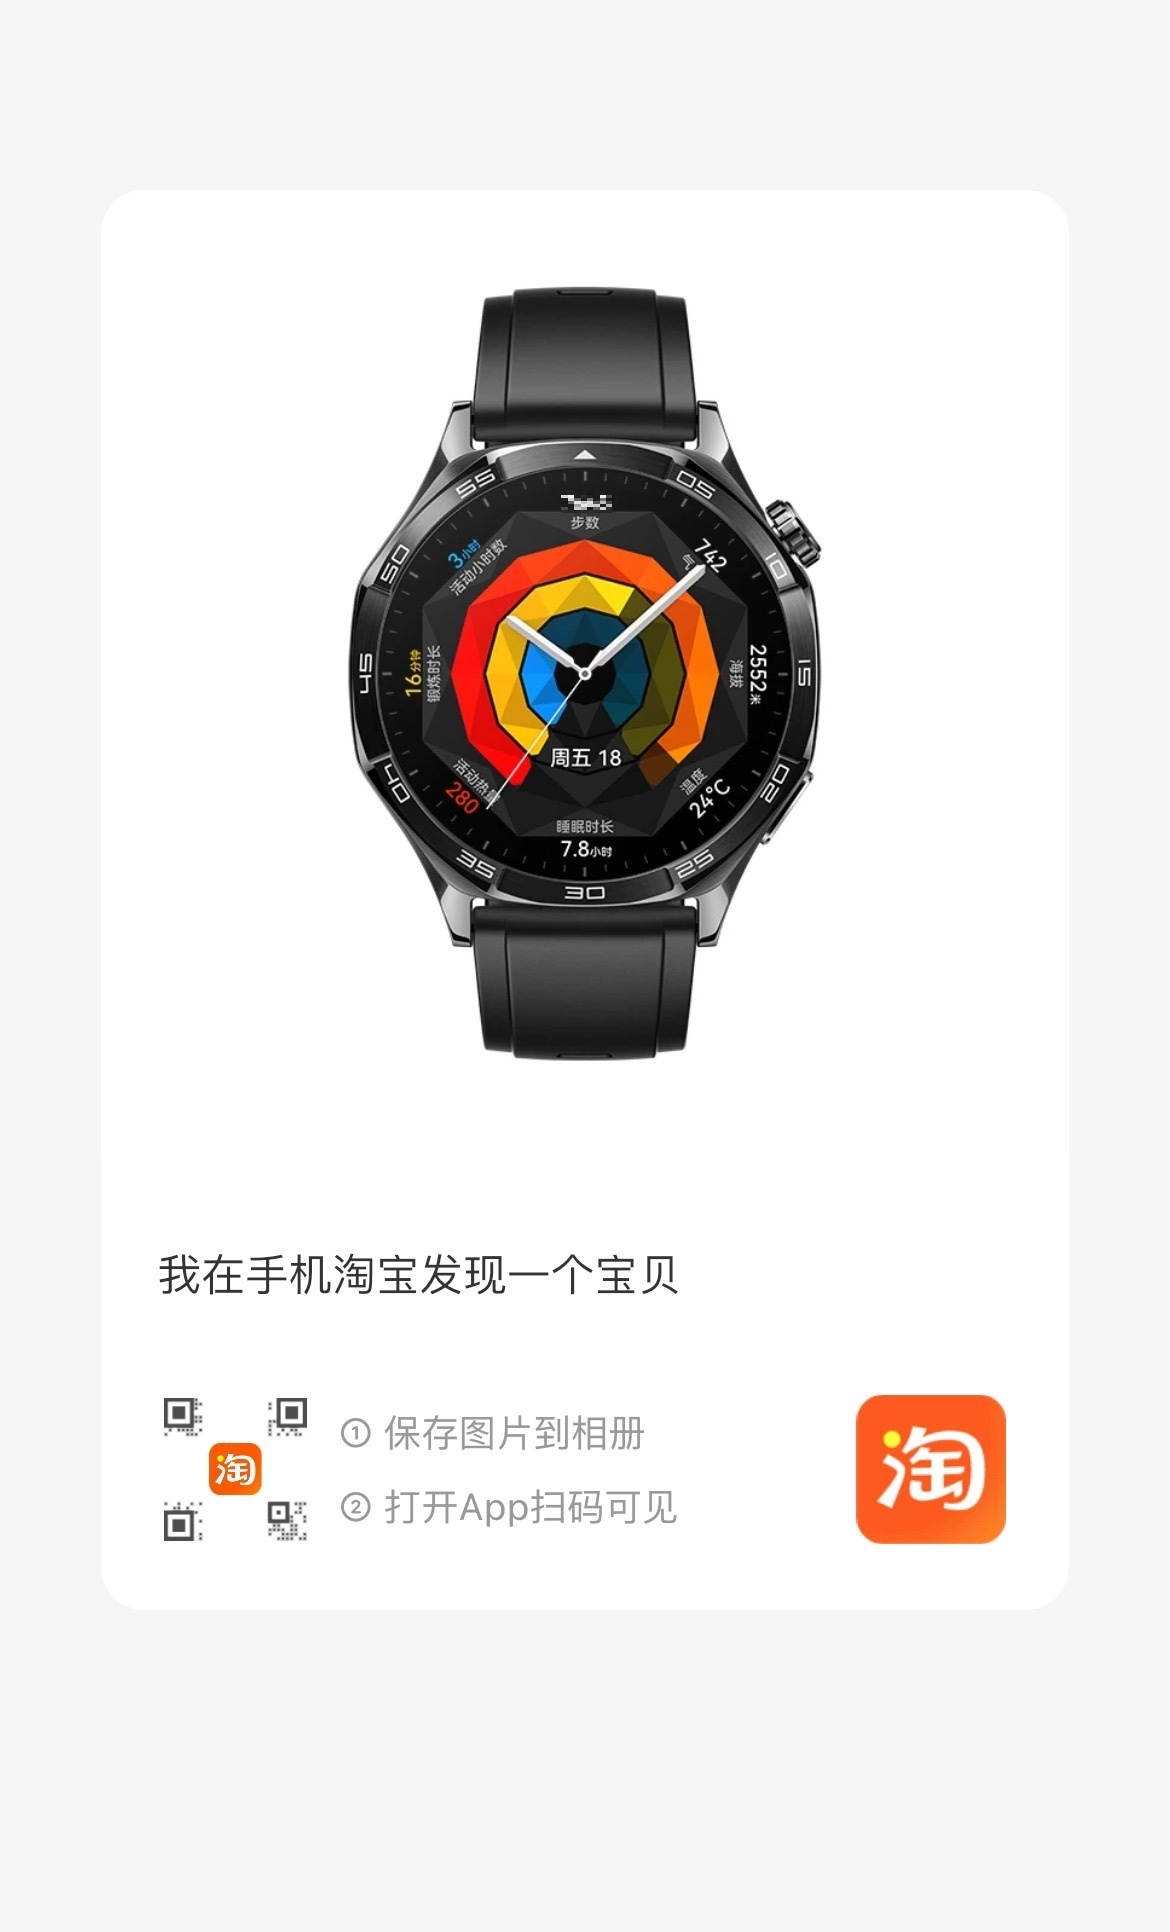 55
05
步数
3小时
活动小时数
742
50
10
16分钟
锻炼时长
海拔
2552米
45
15
周五 18
活动热量
280
温度
24°C
40
20
睡眠时长
7.8小时
35
25
30
我在手机淘宝发现一个宝贝
① 保存图片到相册
② 打开App扫码可见
淘
淘